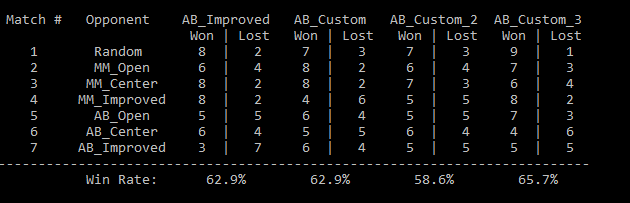 Match #   Opponent    AB_Improved   AB_Custom   AB_Custom_2  AB_Custom_3
Won | Lost   Won | Lost   Won | Lost   Won | Lost
1       Random      8  |  2     7  |  3     7  |  3     9  |  1
2       MM_Open     6  |  4     8  |  2     6  |  4     7  |  3
3      MM_Center    8  |  2     8  |  2     7  |  3     6  |  4
4     MM_Improved   8  |  2     4  |  6     5  |  5     8  |  2
5       AB_Open     5  |  5     6  |  4     5  |  5     7  |  3
6      AB_Center    6  |  4     5  |  5     6  |  4     4  |  6
7     AB_Improved   3  |  7     6  |  4     5  |  5     5  |  5
--------------------------------------------------------------------------
Win Rate:      62.9%        62.9%        58.6%        65.7%